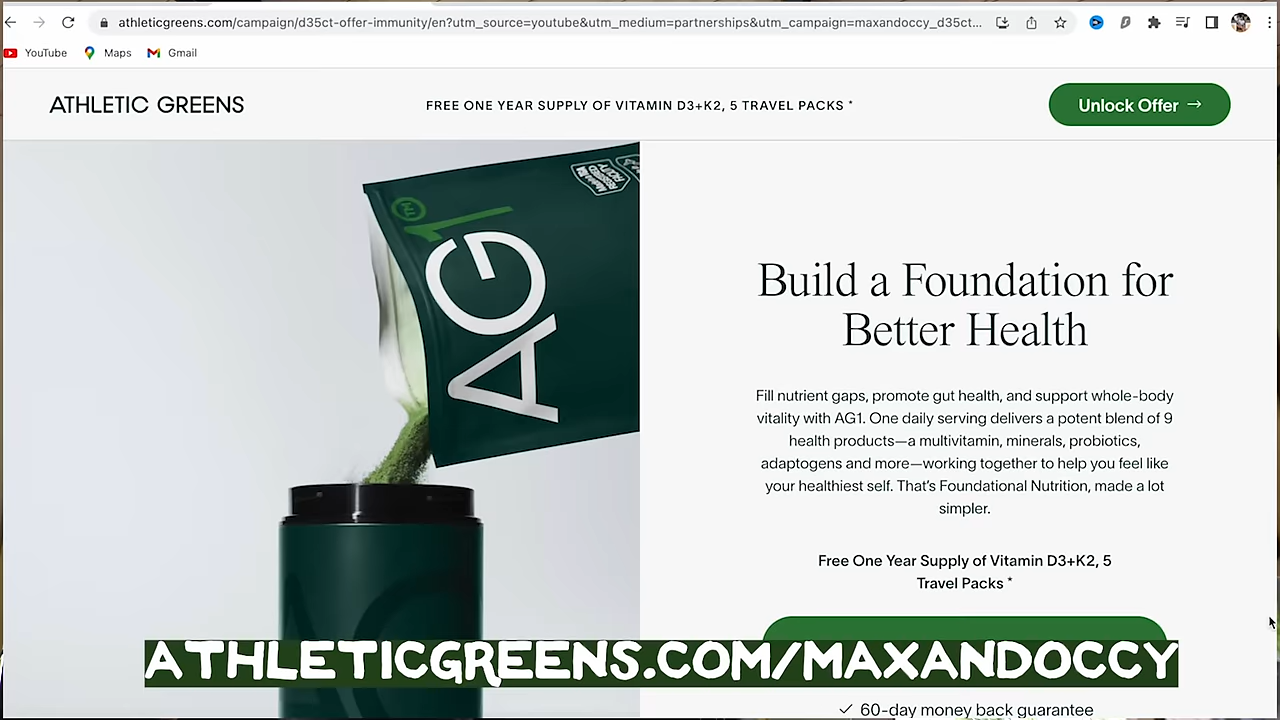 athleticgreens.com/campaign/d35ct-offer-immunity/en?utm_source=youtube&utm_medium=partnerships&utm_campaign=maxandoccy_d35ct...
YouTube Maps Gmail
ATHLETIC GREENS
FREE ONE YEAR SUPPLY OF VITAMIN D3+K2, 5 TRAVEL PACKS *
Unlock Offer →
AG1
Build a Foundation for
Better Health
Fill nutrient gaps, promote gut health, and support whole-body
vitality with AG1. One daily serving delivers a potent blend of 9
health products—a multivitamin, minerals, probiotics,
adaptogens and more—working together to help you feel like
your healthiest self. That's Foundational Nutrition, made a lot
simpler.
Free One Year Supply of Vitamin D3+K2, 5
Travel Packs *
ATHLETICGREENS.COM/MAXANDOCCY
60-day money back guarantee